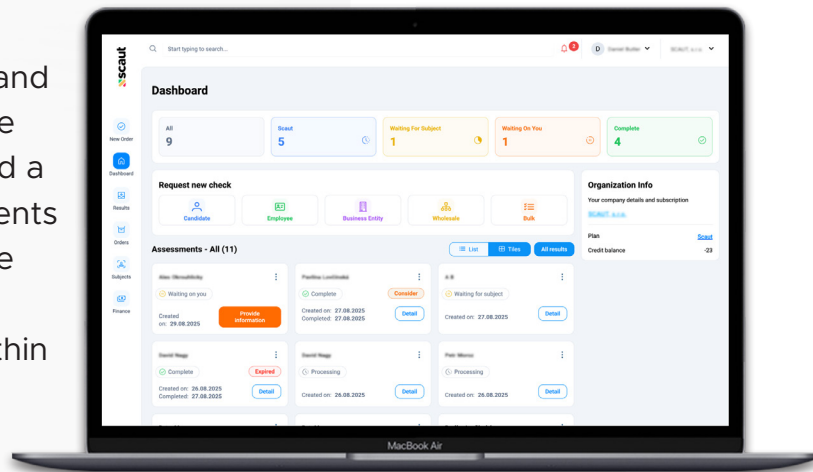 and
e
d a
ents
e
thin
scaut
Start typing to search...
2
D
Dashboard
New Order
Dashboard
Results
Orders
Subjects
Finance
All
9
Scaut
5
Waiting For Subject
1
Waiting On You
1
Complete
4
Request new check
Candidate
Employee
Business Entity
Wholesale
Bulk
Organization Info
Your company details and subscription
Plan Scaut
Credit balance -23
Assessments - All (11)
List
Tiles
All results
Waiting on you
Created
on: 29.08.2025
Provide
information
Complete
Consider
Created on: 27.08.2025
Completed: 27.08.2025
Detail
Waiting for subject
Created on: 27.08.2025
Detail
Complete
Expired
Created on: 26.08.2025
Completed: 27.08.2025
Detail
Processing
Created on: 26.08.2025
Detail
Processing
Created on: 26.08.2025
Detail
MacBook Air